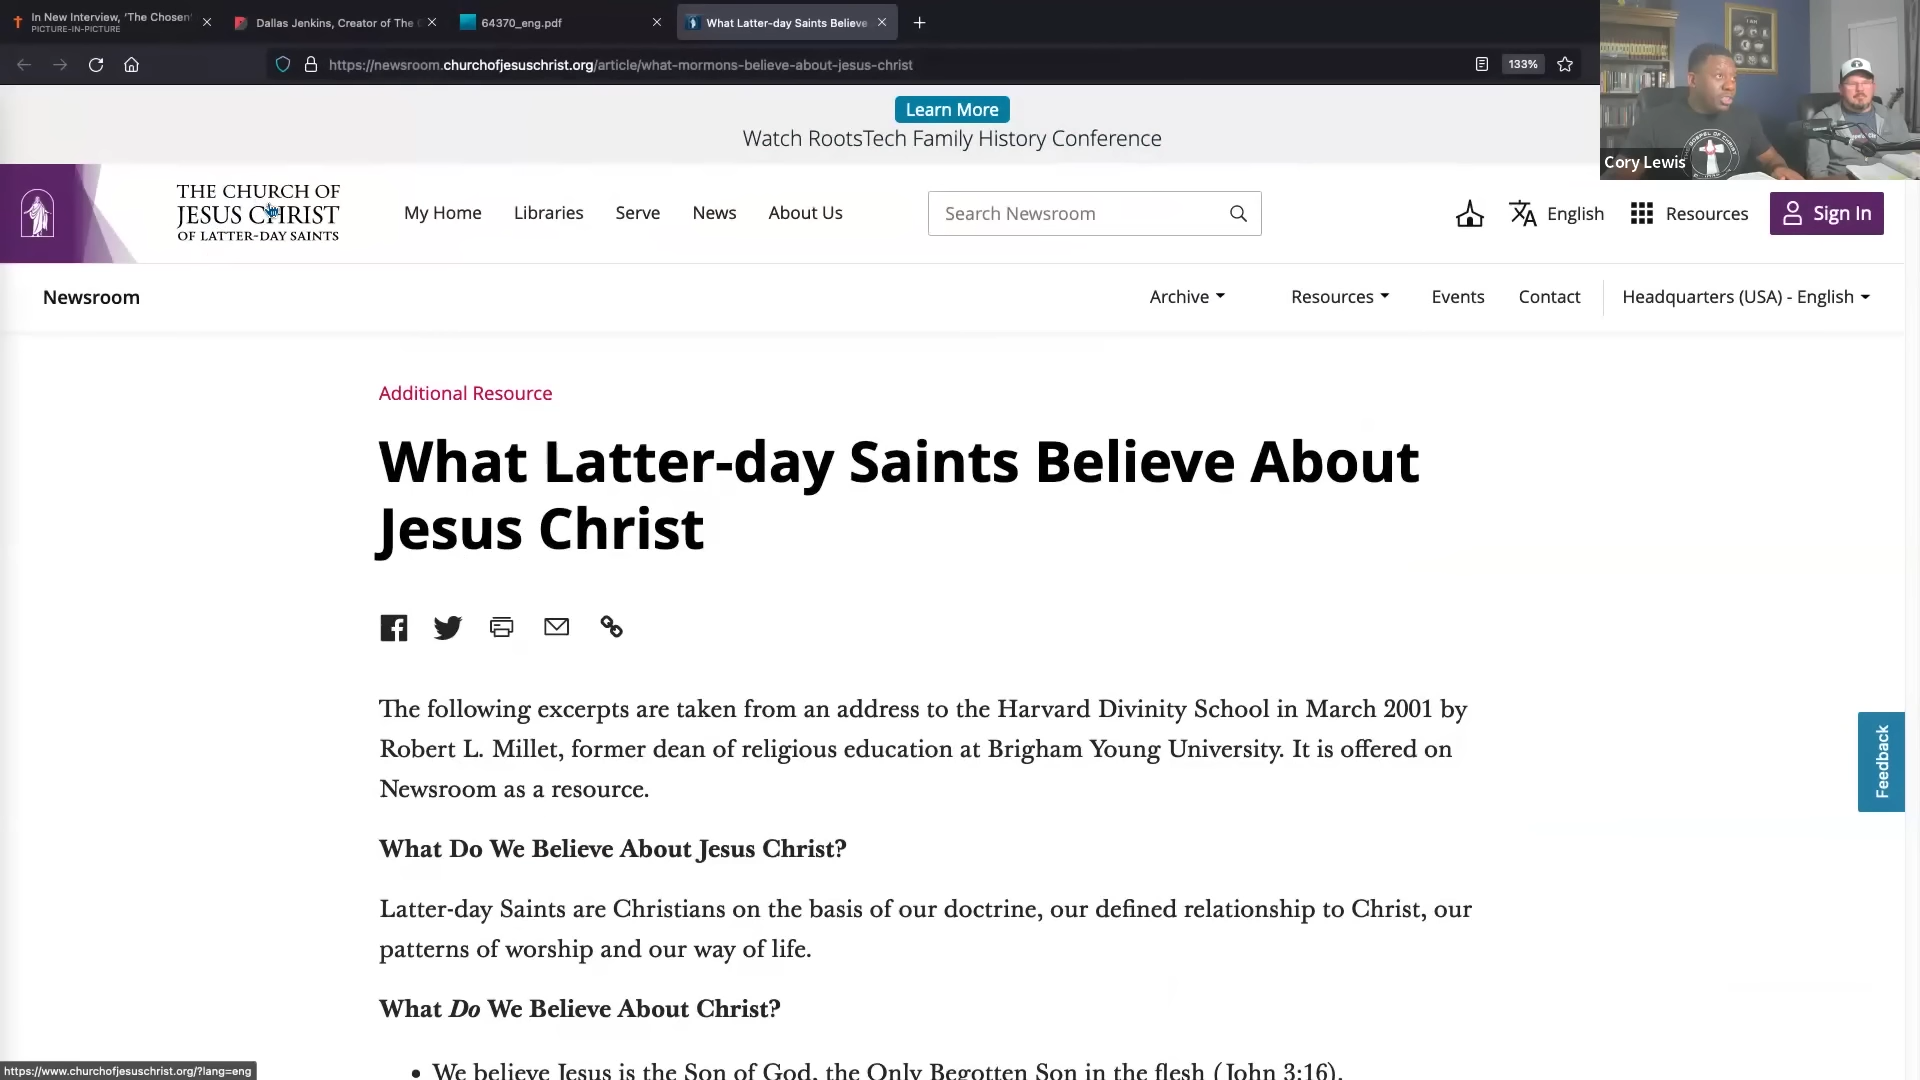 In New Interview, 'The Chosen'
PICTURE-IN-PICTURE
Dallas Jenkins, Creator of The
64370_eng.pdf
What Latter-day Saints Believe
https://newsroom.churchofjesuschrist.org/article/what-mormons-believe-about-jesus-christ
133%
Cory Lewis
Learn More
Watch RootsTech Family History Conference
THE CHURCH OF
JESUS CHRIST
OF LATTER-DAY SAINTS
My Home
Libraries
Serve
News
About Us
Search Newsroom
English
Resources
Sign In
Newsroom
Archive
Resources
Events
Contact
Headquarters (USA) - English
Additional Resource
What Latter-day Saints Believe About
Jesus Christ
The following excerpts are taken from an address to the Harvard Divinity School in March 2001 by
Robert L. Millet, former dean of religious education at Brigham Young University. It is offered on
Newsroom as a resource.
Feedback
What Do We Believe About Jesus Christ?
Latter-day Saints are Christians on the basis of our doctrine, our defined relationship to Christ, our
patterns of worship and our way of life.
What Do We Believe About Christ?
• We believe Jesus is the Son of God, the Only Begotten Son in the flesh (John 3:16).
https://www.churchofjesuschrist.org/?lang=eng